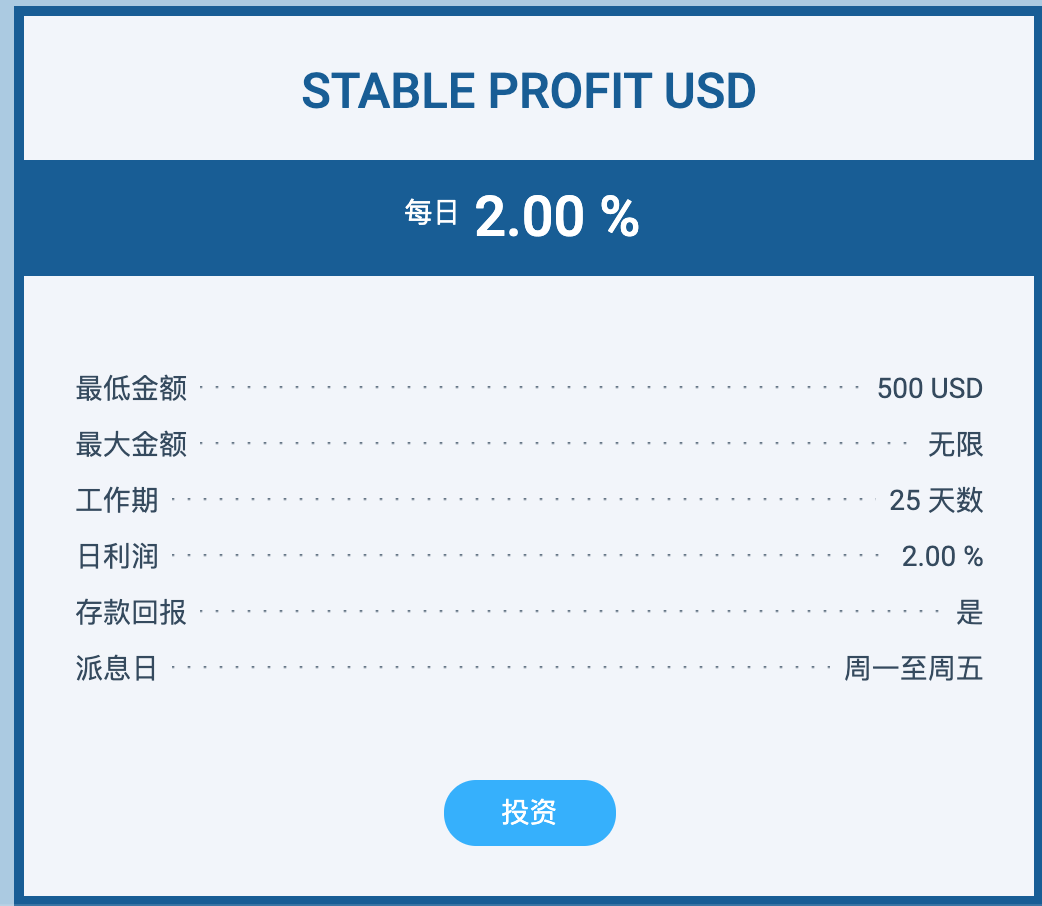 STABLE PROFIT USD
每日 2.00 %
最低金额 500 USD
最大金额 无限
工作期 25 天数
日利润 2.00 %
存款回报 是
派息日 周一至周五
投资